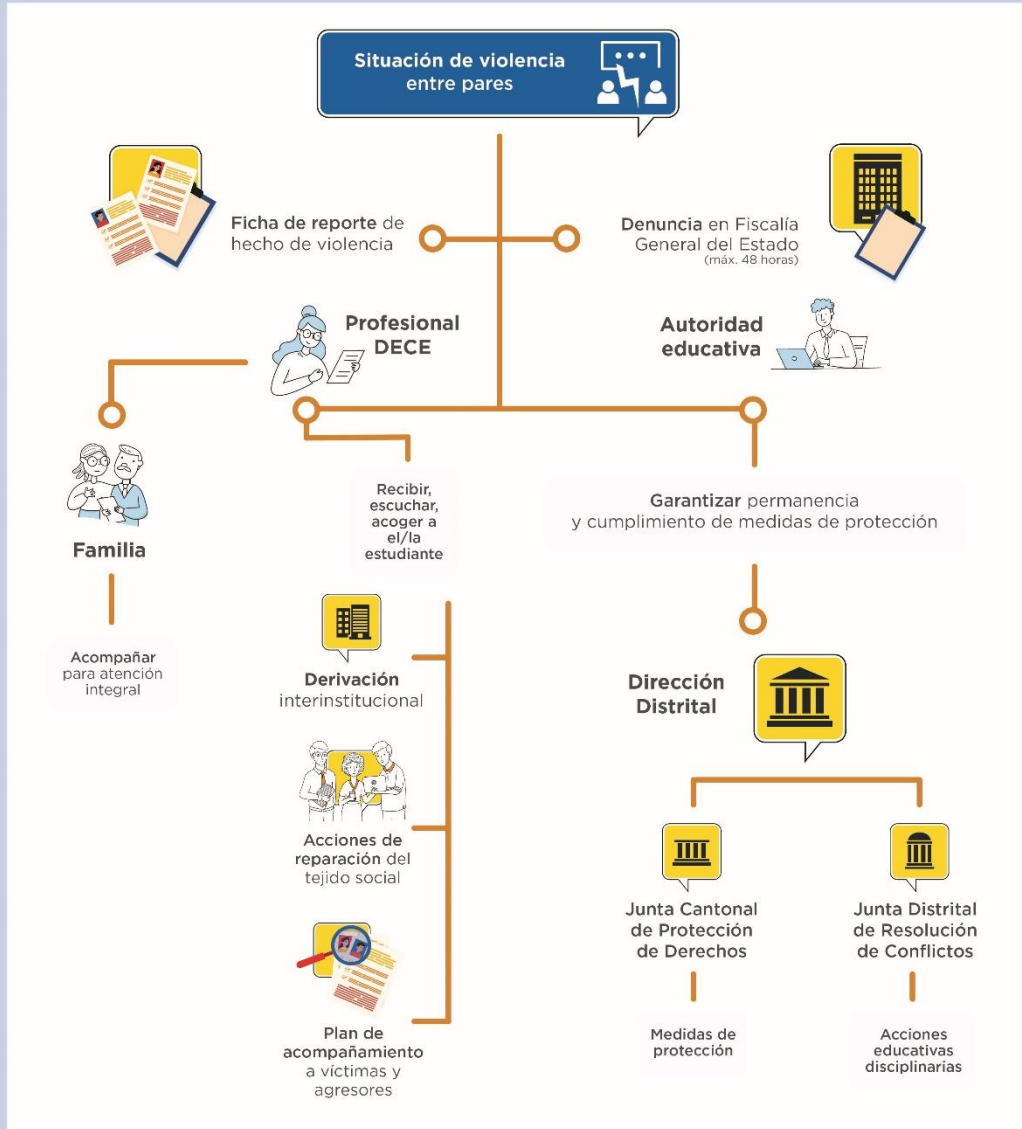 Situación de violencia
entre pares
Ficha de reporte de
hecho de violencia
Denuncia en Fiscalía
General del Estado
(máx. 48 horas)
Profesional
DECE
Autoridad
educativa
Recibir,
escuchar,
acoger a
el/la
estudiante
Garantizar permanencia
y cumplimiento de medidas de protección
Familia
Acompañar
para atención
integral
Derivación
interinstitucional
Dirección
Distrital
Acciones de
reparación del
tejido social
Junta Cantonal
de Protección
de Derechos
Junta Distrital
de Resolución
de Conflictos
Plan de
acompañamiento
a víctimas y
agresores
Medidas de
protección
Acciones
educativas
disciplinarias